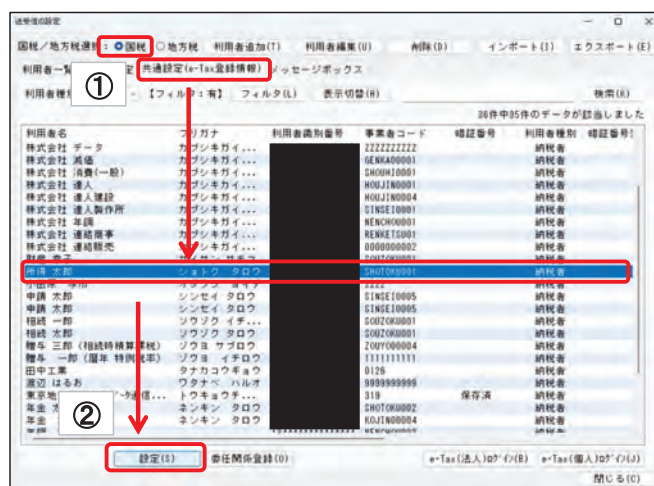 送受信の設定
国税／地方税選択: 国税 地方税 利用者追加(T) 利用者編集(U) 削除(D) インポート(I) エクスポート(E)
利用者一 定 共通設定(e-Tax登録情報) メッセージボックス
①
利用者種 【フィルタ:有】 フィルタ(L) 表示切替(H) 検索(K)
36件中35件のデータが該当しました
利用者名 フリガナ 利用者識別番号 事業者コード 暗証番号 利用者種別 暗証番号
株式会社 データ カブシキガイ... ZZZZZZZZZZ 納税者
株式会社 減価 カブシキガイ... GENKA00001 納税者
株式会社 消費(一般) カブシキガイ... SHOUHI0001 納税者
株式会社 達人 カブシキガイ... HOUJIN0001 納税者
株式会社 達人建設 カブシキガイ... HOUJIN0004 納税者
株式会社 達人製作所 カブシキガイ... SINSEI0001 納税者
株式会社 年調 カブシキガイ... NENCHO0001 納税者
株式会社 連結商事 カブシキガイ... RENKETSU01 納税者
株式会社 連結販売 カブシキガイ... 0000000002 納税者
所得 太郎 ショトク タロウ SHOTOKU001 納税者
ZZZZ 納税者
申請 太郎 シンセイ タロウ SINSEI0005 納税者
申請 太郎 シンセイ タロウ SINSEI0005 納税者
相続 一郎 ソウゾク イチ... SOUZOKU001 納税者
相続 太郎 ソウゾク タロウ SOUZOKU001 納税者
贈与 三郎（相続時精算課税） ゾウヨ サブロウ ZOUYO00004 納税者
贈与 一郎（暦年 特例税率） ゾウヨ イチロウ 1111111111 納税者
田中工業 タナカコウギョウ 0126 納税者
渡辺 はるお ワタナベ ハルオ 9999999999 納税者
東京地 データ通信... トウキョウチ... 319 保存済 納税者
年金 ネンキン タロウ SHOTOKU002 納税者
年金 ネンキン タロウ KOJIN00004 納税者
②
設定(S) 委任関係登録(O) e-Tax(法人)ログイン(B) e-Tax(個人)ログイン(J)
閉じる(C)